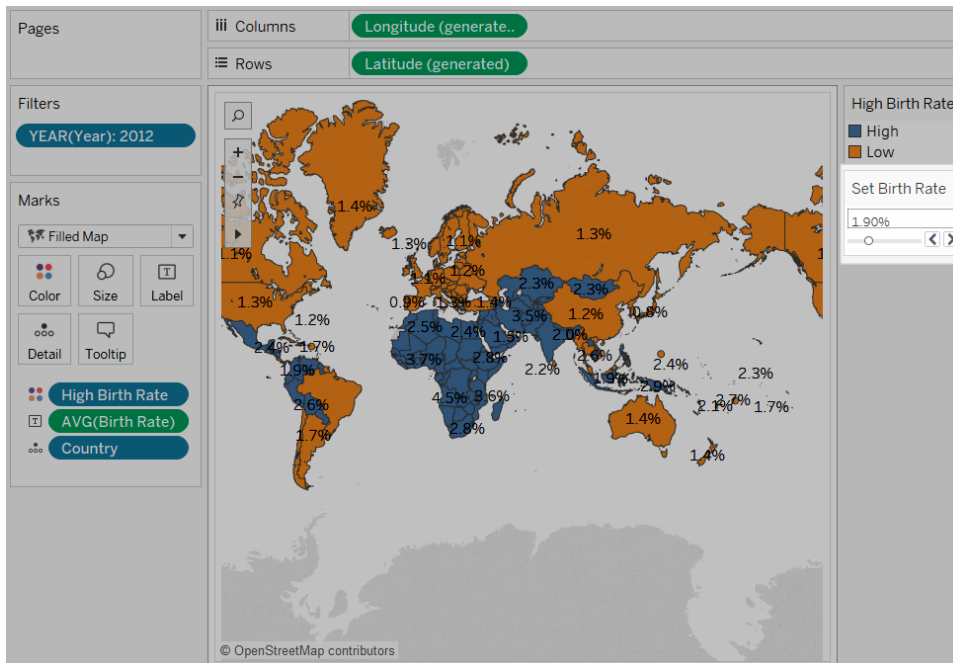 Pages
Columns
Longitude (generate..
Rows
Latitude (generated)
Filters
YEAR(Year): 2012
Marks
Filled Map
Color
Size
Label
Detail
Tooltip
High Birth Rate
AVG(Birth Rate)
Country
High Birth Rate
High
Low
Set Birth Rate
1.90%
1.4%
1.3%
1.1%
1.3%
1.1%
1.2%
1.1%
2.3%
2.3%
1.3%
0.9%
1.3%
1.4%
3.5%
1.2%
0.8%
1.2%
2.5%
2.4%
1.5%
2.0%
2.4%
1.7%
3.7%
2.8%
2.6%
2.4%
1.9%
2.2%
1.9%
2.9%
2.3%
2.6%
4.5%
3.6%
2.1%
2.7%
1.7%
1.7%
2.8%
1.4%
1.4%
© OpenStreetMap contributors